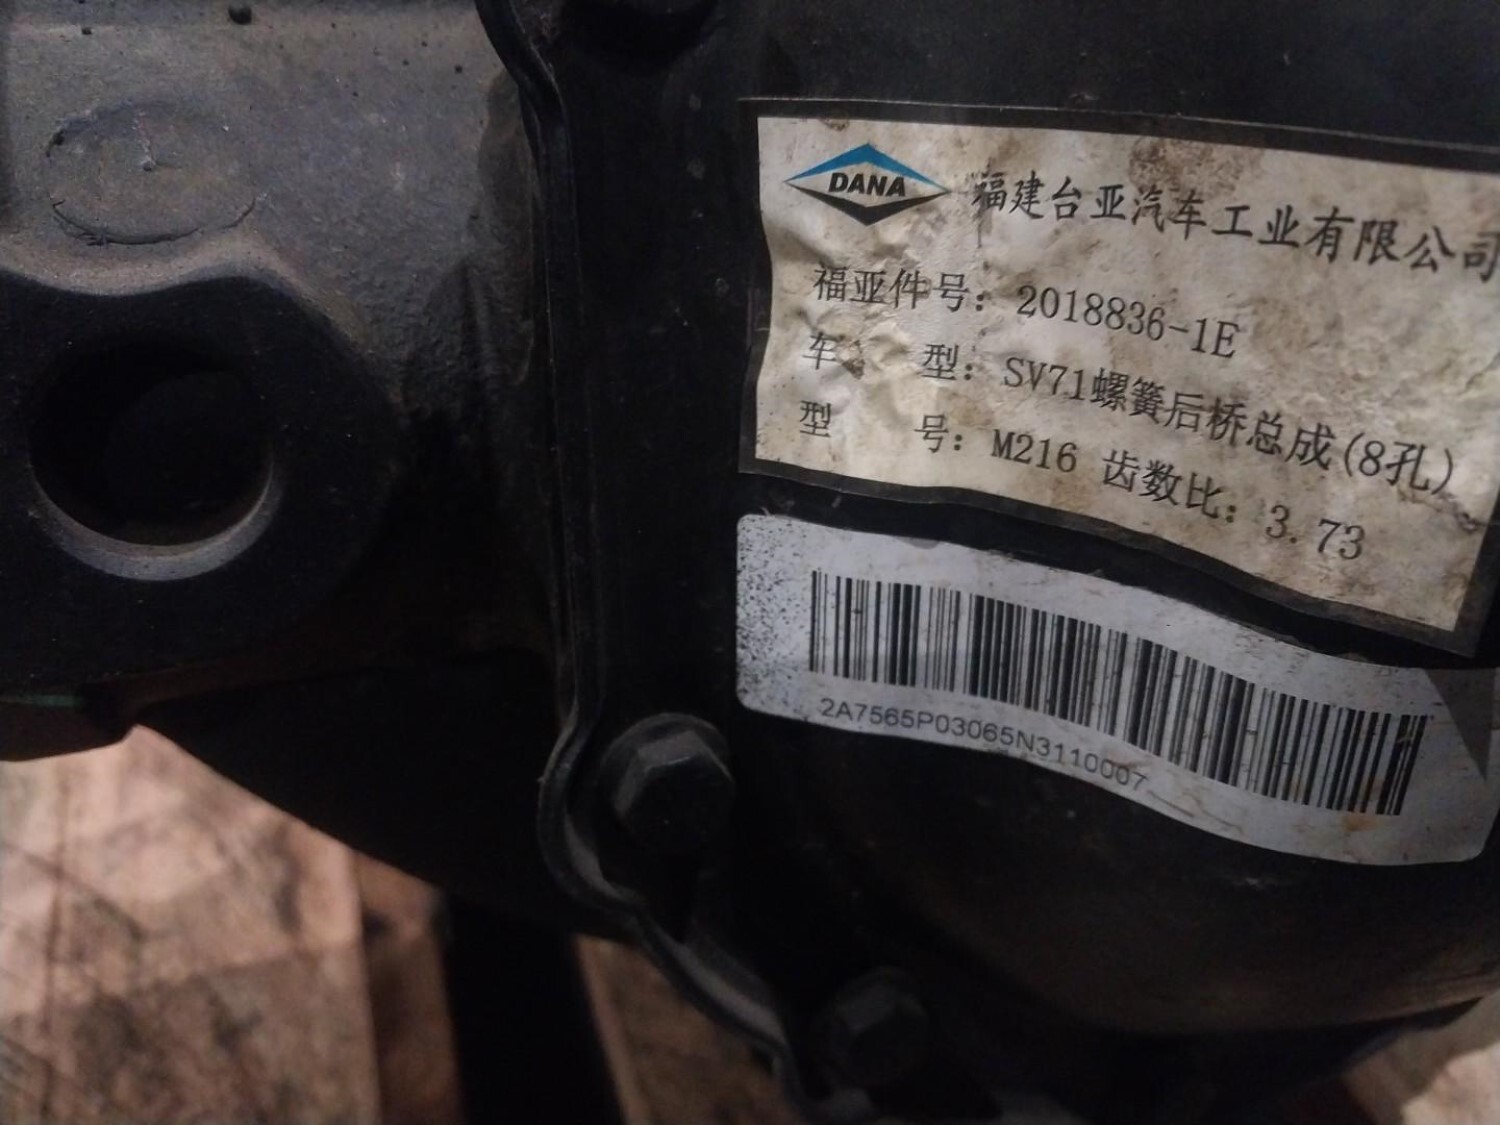 DANA 福建台亚汽车工业有限公司
福亚件号: 2018836-1E
车 型: SV71螺簧后桥总成(8孔)
型 号: M216 齿数比: 3.73
2A7565P03065N3110007